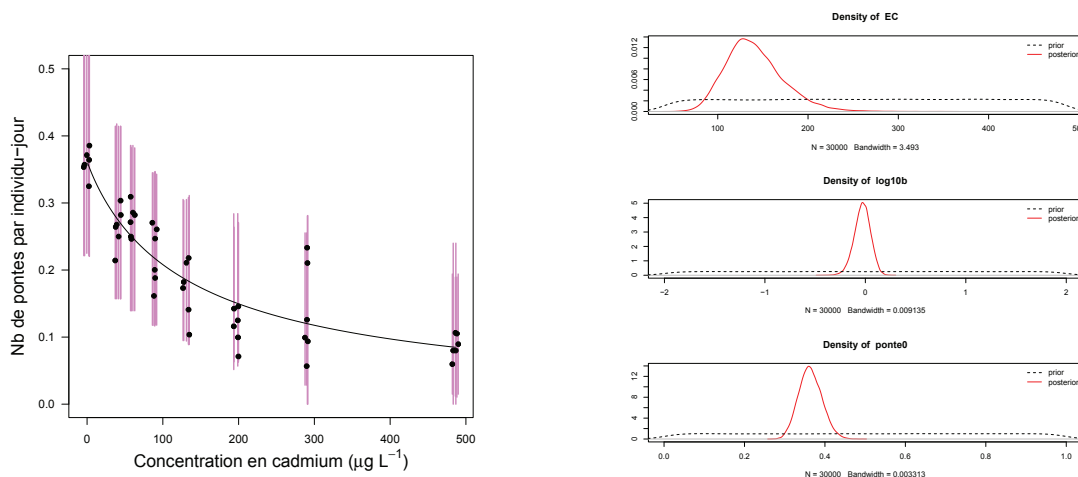 0.5
0.4
0.3
0.2
0.1
0.0
Nb de pontes par individu−jour
0 100 200 300 400 500
Concentration en cadmium (μg L−1)
Density of EC
0.000 0.006 0.012
prior
posterior
100 200 300 400
N = 30000 Bandwidth = 3.493
Density of log10b
0 1 2 3 4 5
prior
posterior
−2 −1 0 1 2
N = 30000 Bandwidth = 0.009135
Density of ponte0
0 4 8 12
prior
posterior
0.0 0.2 0.4 0.6 0.8 1.0
N = 30000 Bandwidth = 0.003313